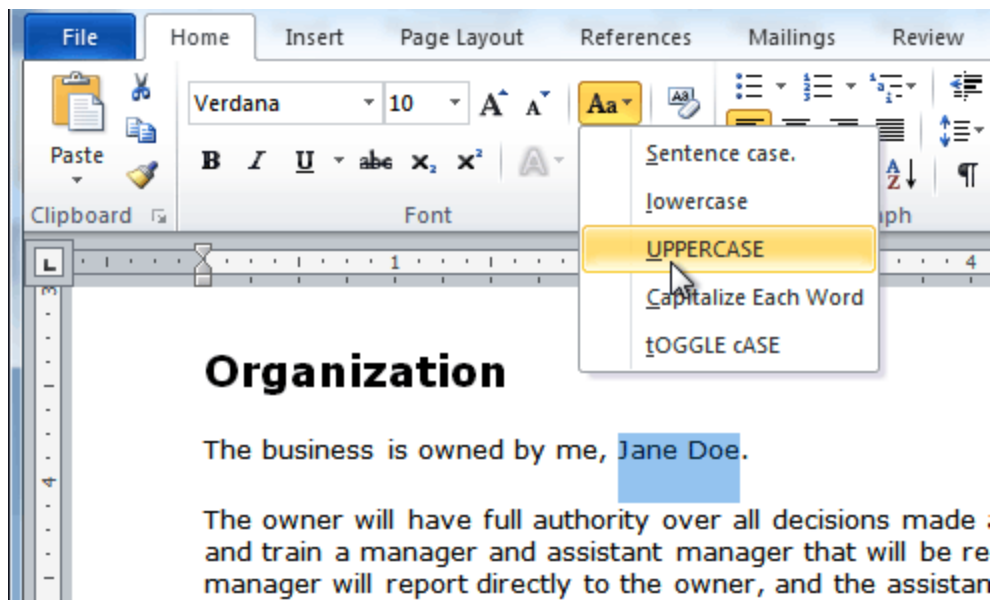 File Home Insert Page Layout References Mailings Review
Verdana 10 A A Aa
Paste
B I U abc X₂ X²
Clipboard Font
Sentence case.
lowercase
UPPERCASE
Capitalize Each Word
tOGGLE cASE
L 1 4
3
4
Organization
The business is owned by me, Jane Doe.
The owner will have full authority over all decisions made
and train a manager and assistant manager that will be
manager will report directly to the owner, and the